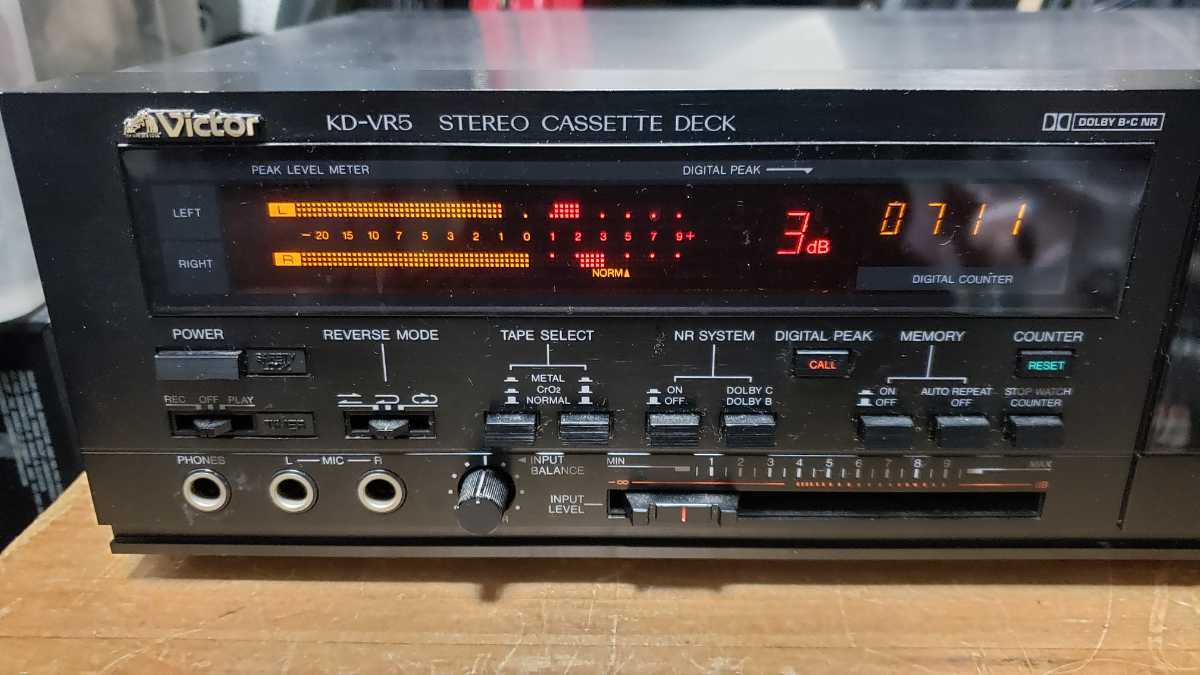 Victor KD-VR5 STEREO CASSETTE DECK DOLBY B·C NR
PEAK LEVEL METER DIGITAL PEAK
LEFT L
-20 15 10 7 5 3 2 1 0 1 2 3 5 7 9+
RIGHT R
NORM▲
3 dB
0711
DIGITAL COUNTER
POWER REVERSE MODE TAPE SELECT NR SYSTEM DIGITAL PEAK MEMORY COUNTER
CALL RESET
METAL
CrO2
NORMAL
ON
OFF
DOLBY C
DOLBY B
ON
OFF
AUTO REPEAT
OFF
STOP WATCH
COUNTER
REC OFF PLAY
TIMER
PHONES L MIC R
INPUT
BALANCE
R
MIN 1 2 3 4 5 6 7 8 9 MAX
-∞ dB
INPUT
LEVEL